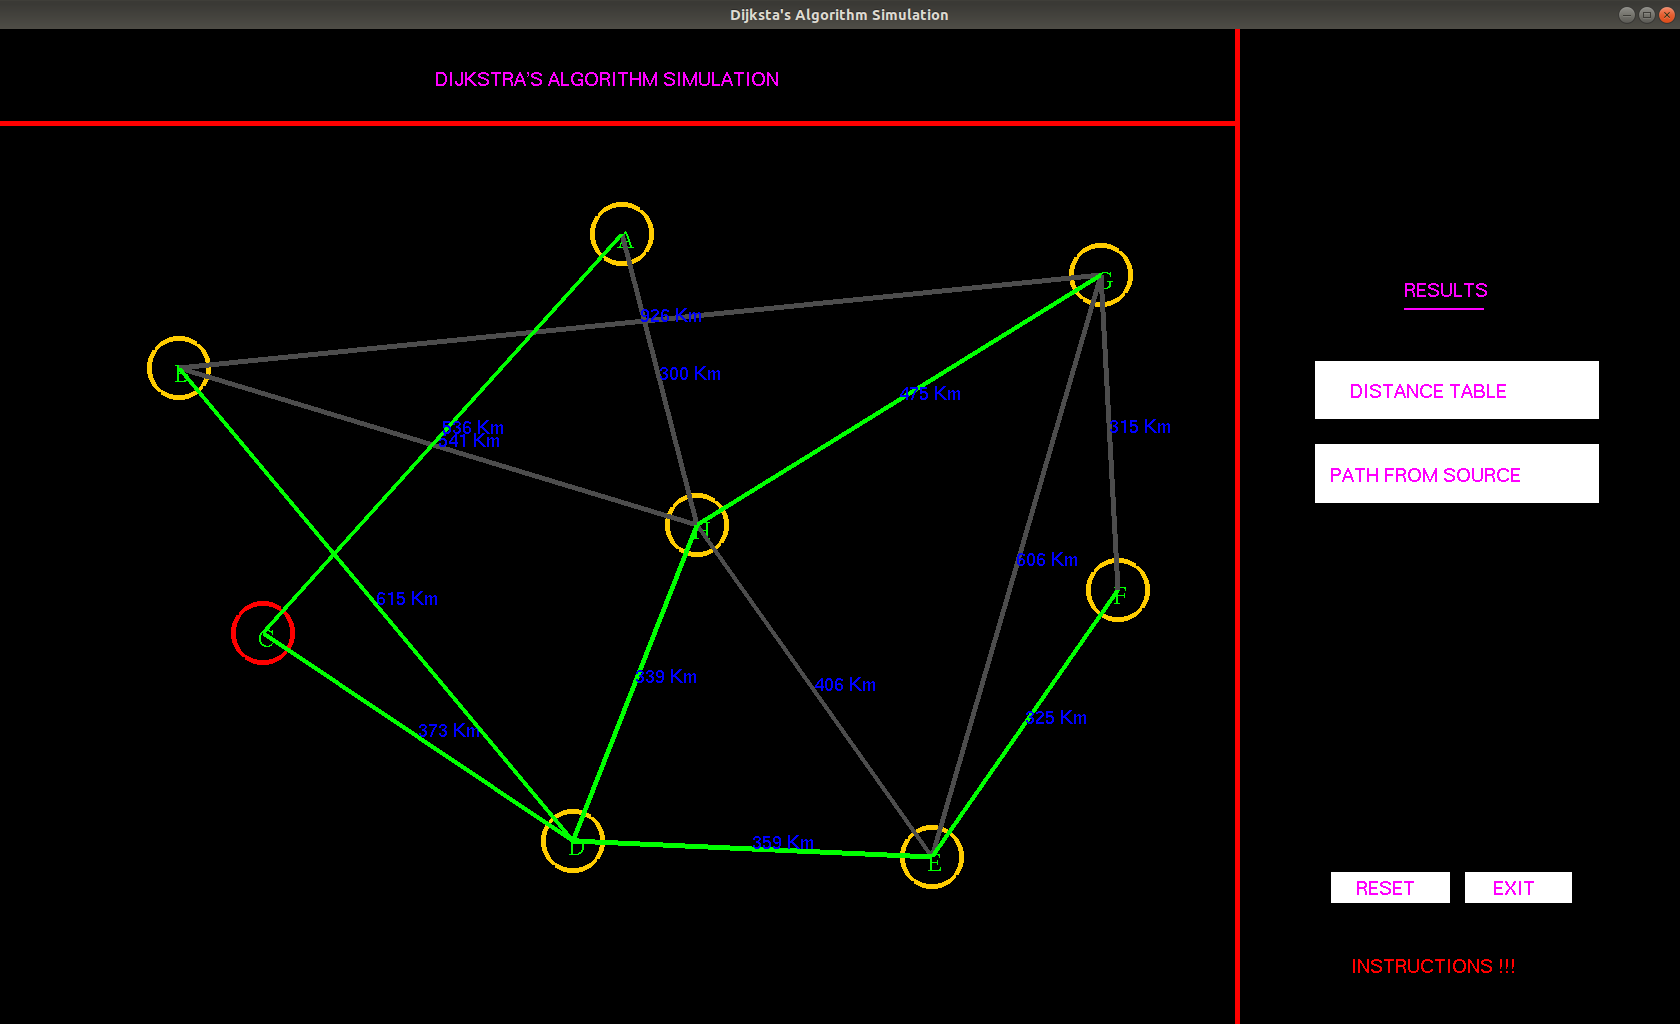 Dijksta's Algorithm Simulation
DIJKSTRA'S ALGORITHM SIMULATION
A
G
926 Km
B
300 Km
475 Km
536 Km
541 Km
315 Km
H
606 Km
F
615 Km
C
339 Km
406 Km
325 Km
373 Km
359 Km
D
E
RESULTS
DISTANCE TABLE
PATH FROM SOURCE
RESET
EXIT
INSTRUCTIONS !!!